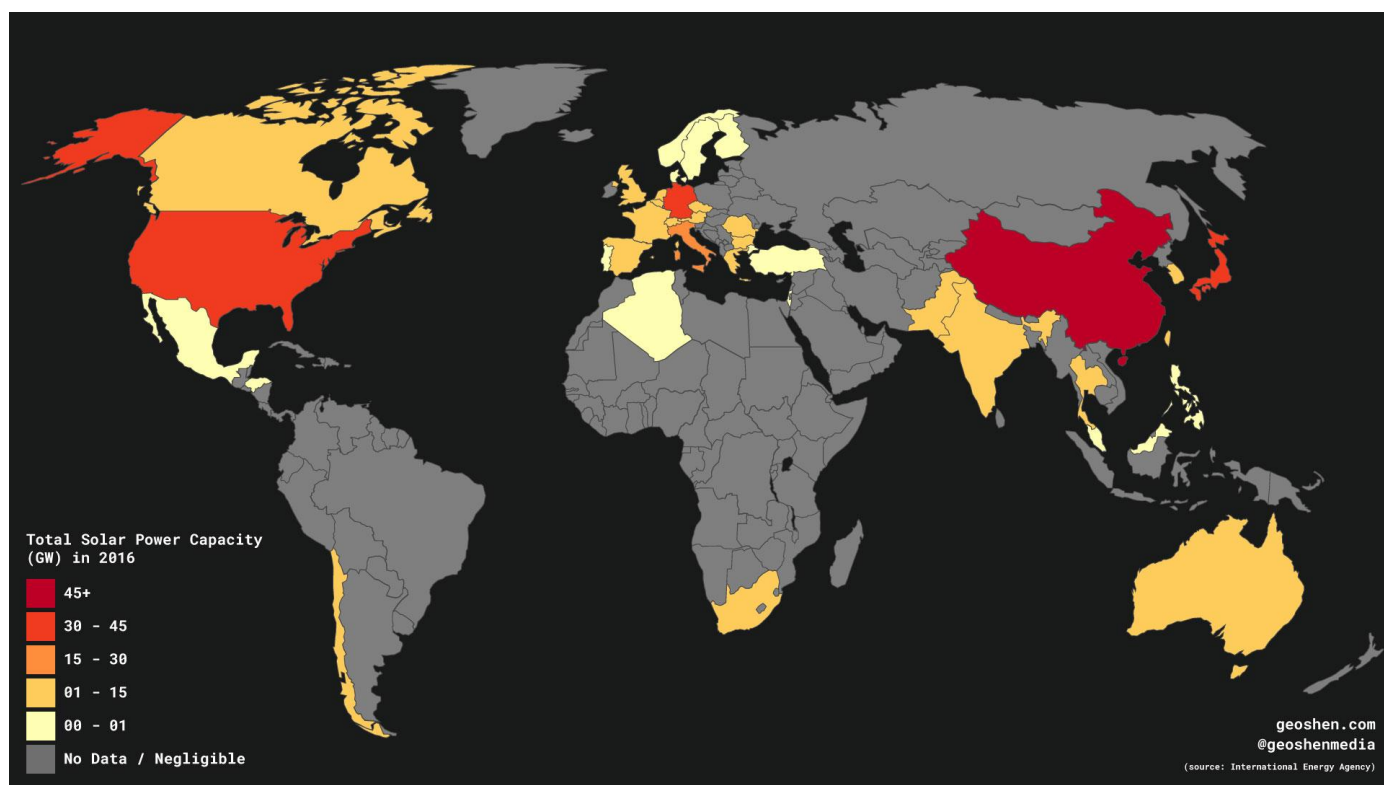 Total Solar Power Capacity
(GW) in 2016
45+
30 - 45
15 - 30
01 - 15
00 - 01
No Data / Negligible
geoshen.com
@geoshenmedia
(source: International Energy Agency)